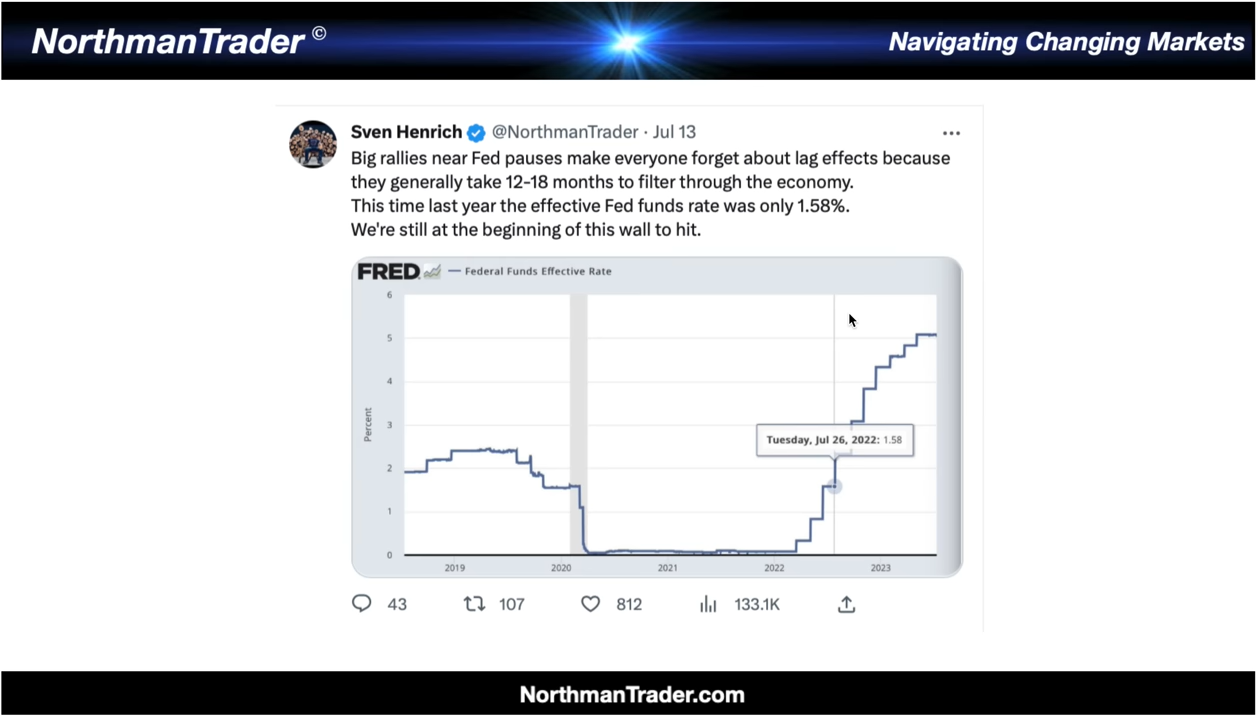 NorthmanTrader ©
Navigating Changing Markets
Sven Henrich @NorthmanTrader · Jul 13
Big rallies near Fed pauses make everyone forget about lag effects because
they generally take 12-18 months to filter through the economy.
This time last year the effective Fed funds rate was only 1.58%.
We're still at the beginning of this wall to hit.
FRED — Federal Funds Effective Rate
6
5
4
3
2
1
0
Percent
Tuesday, Jul 26, 2022: 1.58
2019 2020 2021 2022 2023
43 107 812 133.1K
NorthmanTrader.com